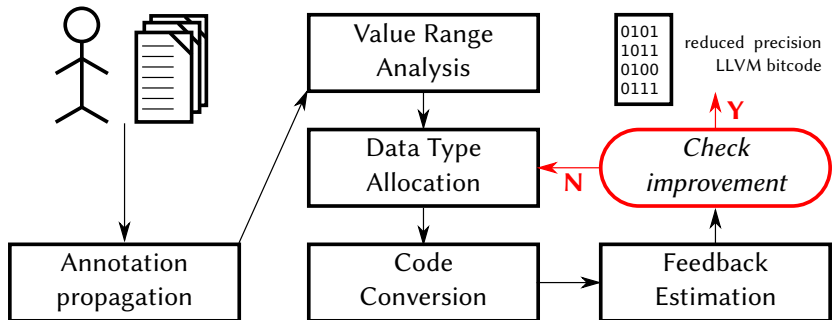 Value Range
Analysis
0101
1011
0100
0111
reduced precision
LLVM bitcode
Y
Data Type
Allocation
N
Check
improvement
Annotation
propagation
Code
Conversion
Feedback
Estimation